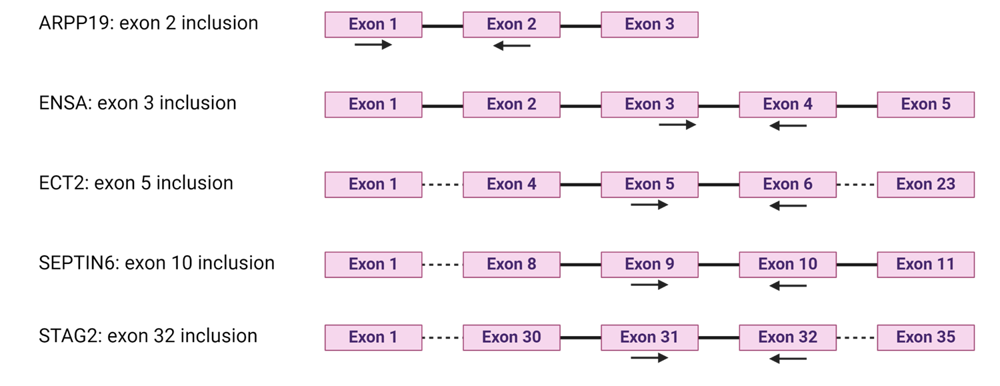 ARPP19: exon 2 inclusion Exon 1 Exon 2 Exon 3
ENSA: exon 3 inclusion Exon 1 Exon 2 Exon 3 Exon 4 Exon 5
ECT2: exon 5 inclusion Exon 1 Exon 4 Exon 5 Exon 6 Exon 23
SEPTIN6: exon 10 inclusion Exon 1 Exon 8 Exon 9 Exon 10 Exon 11
STAG2: exon 32 inclusion Exon 1 Exon 30 Exon 31 Exon 32 Exon 35